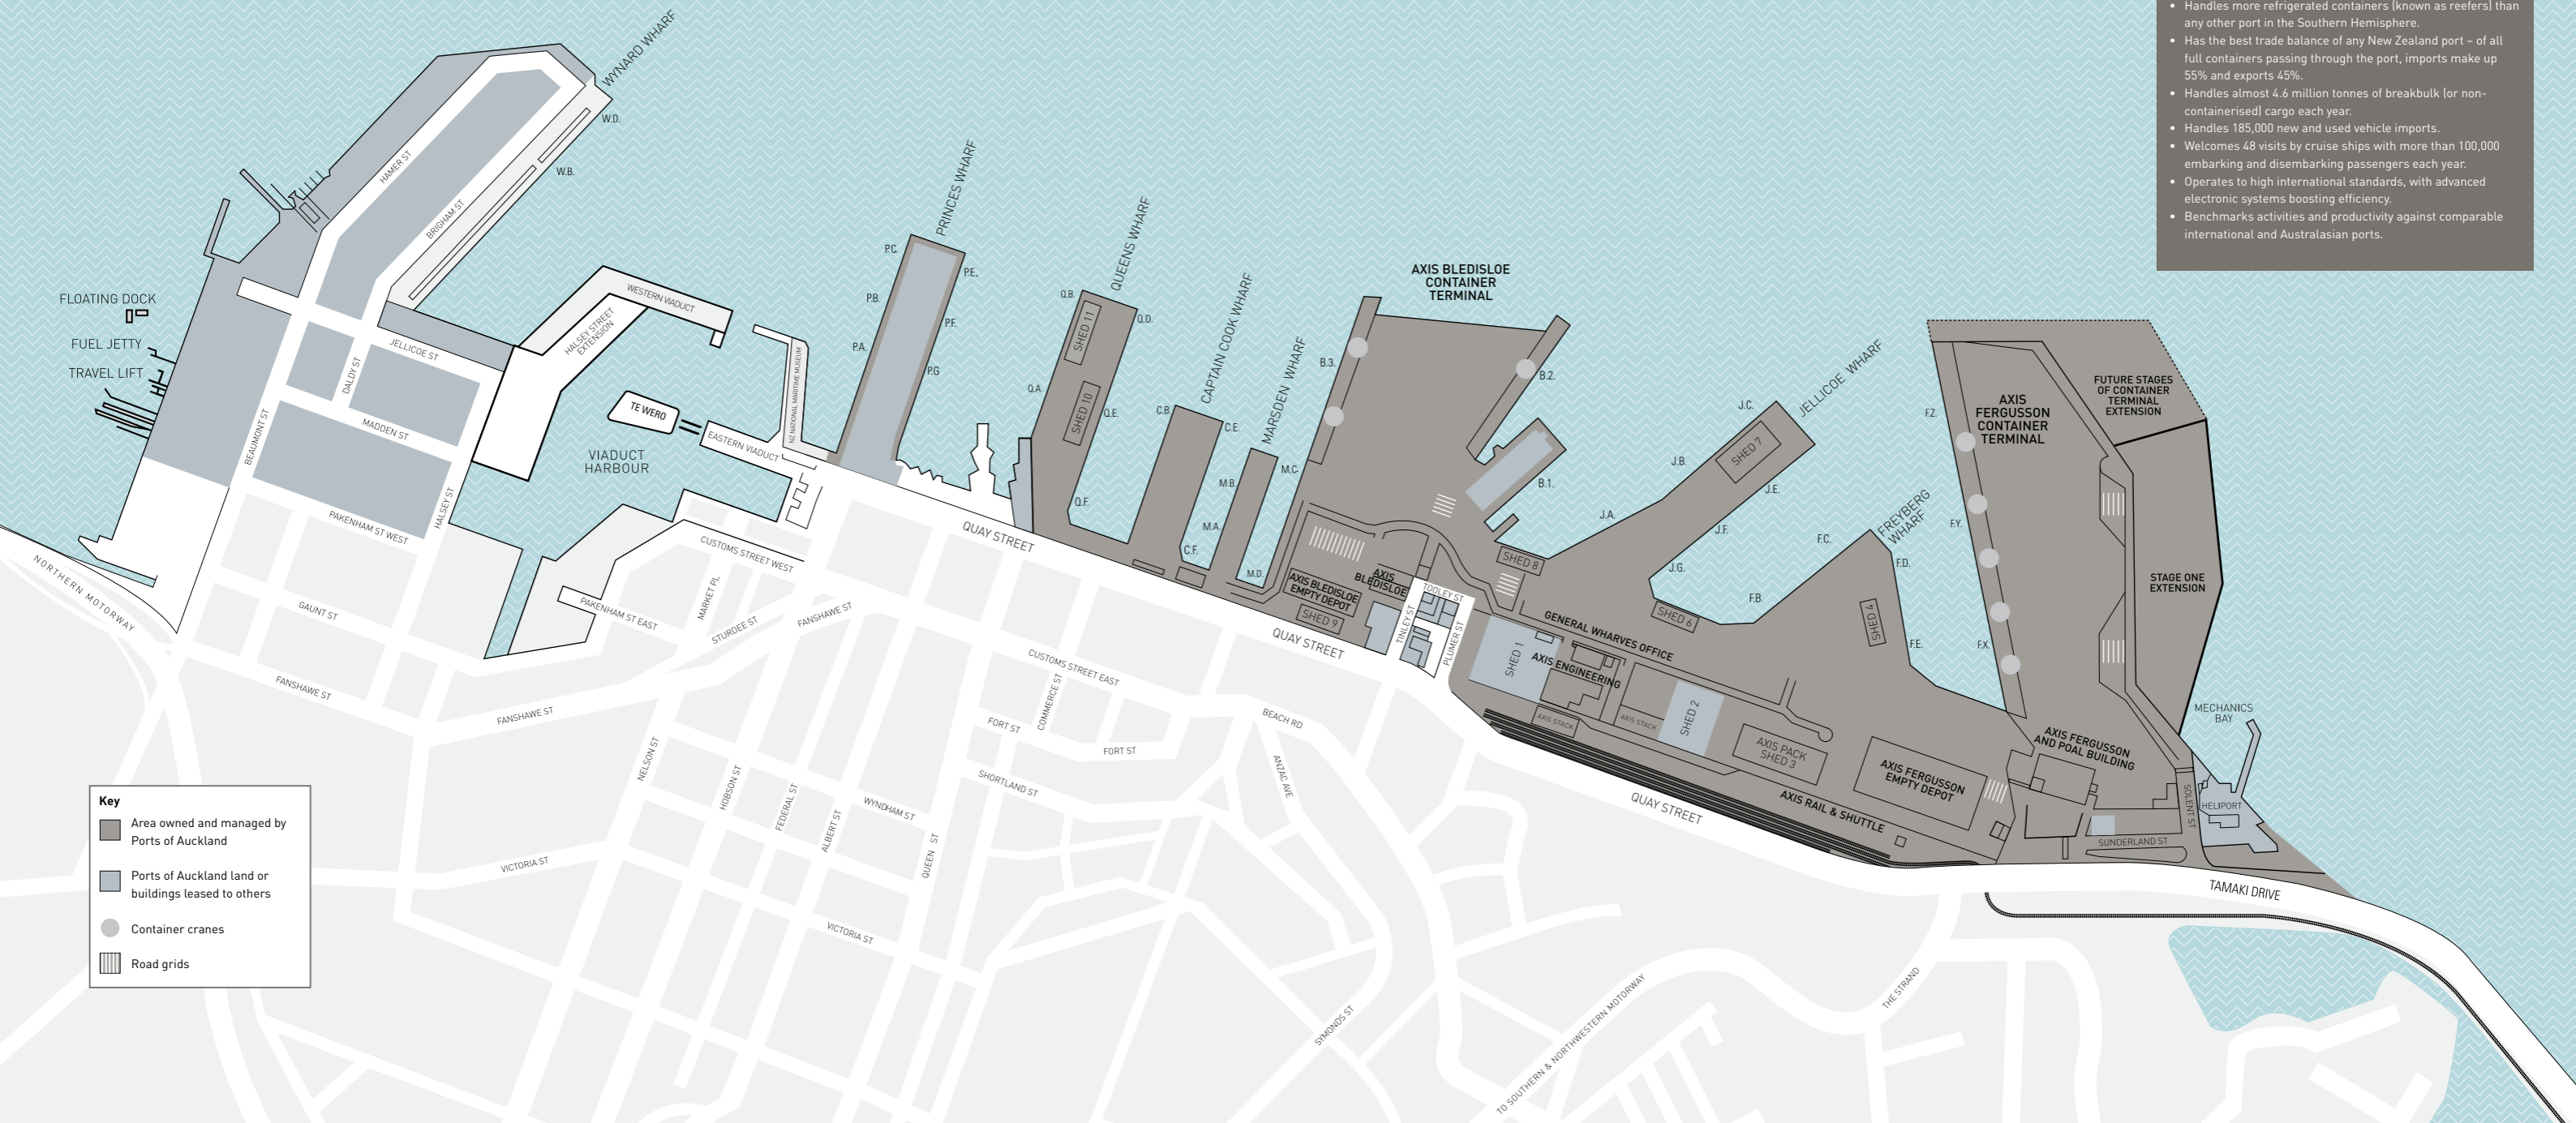 • Handles more refrigerated containers (known as reefers) than
any other port in the Southern Hemisphere.
• Has the best trade balance of any New Zealand port – of all
full containers passing through the port, imports make up
55% and exports 45%.
• Handles almost 4.6 million tonnes of breakbulk (or non-
containerised) cargo each year.
• Handles 185,000 new and used vehicle imports.
• Welcomes 48 visits by cruise ships with more than 100,000
embarking and disembarking passengers each year.
• Operates to high international standards, with advanced
electronic systems boosting efficiency.
• Benchmarks activities and productivity against comparable
international and Australasian ports.
WYNARD WHARF
W.D.
W.B.
HAMER ST
BRIGHAM ST
FLOATING DOCK
FUEL JETTY
TRAVEL LIFT
JELLICOE ST
DALDY ST
MADDEN ST
BEAUMONT ST
HALSEY ST
PAKENHAM ST WEST
GAUNT ST
NORTHERN MOTORWAY
FANSHAWE ST
WESTERN VIADUCT
HALSEY STREET
EXTENSION
TE WERO
EASTERN VIADUCT
VIADUCT
HARBOUR
NZ NATIONAL MARITIME MUSEUM
PRINCES WHARF
P.C.
P.B.
P.A.
P.E.
P.F.
P.G
QUEENS WHARF
Q.B.
Q.D.
Q.A.
Q.E.
Q.F.
SHED 11
SHED 10
CAPTAIN COOK WHARF
C.B.
C.E.
C.F.
MARSDEN WHARF
M.B.
M.A.
M.C.
M.D.
AXIS BLEDISLOE
CONTAINER
TERMINAL
B.3.
B.2.
B.1.
AXIS BLEDISLOE
EMPTY DEPOT
SHED 9
AXIS
BLEDISLOE
TOOLEY ST
TINLEY ST
PLUMER ST
SHED 8
JELLICOE WHARF
J.C.
J.B.
J.A.
J.E.
J.F.
J.G.
SHED 7
SHED 6
FREYBERG
WHARF
F.C.
F.B.
F.D.
F.E.
SHED 4
GENERAL WHARVES OFFICE
SHED 1
AXIS ENGINEERING
AXIS STACK
AXIS STACK
SHED 2
AXIS PACK
SHED 3
AXIS FERGUSSON
EMPTY DEPOT
AXIS RAIL & SHUTTLE
AXIS
FERGUSSON
CONTAINER
TERMINAL
F.Z.
F.Y.
F.X.
FUTURE STAGES
OF CONTAINER
TERMINAL
EXTENSION
STAGE ONE
EXTENSION
AXIS FERGUSSON
AND POAL BUILDING
MECHANICS
BAY
HELIPORT
SOLENT ST
SUNDERLAND ST
TAMAKI DRIVE
QUAY STREET
QUAY STREET
QUAY STREET
CUSTOMS STREET WEST
PAKENHAM ST EAST
MARKET PL
STURDEE ST
FANSHAWE ST
FANSHAWE ST
CUSTOMS STREET EAST
COMMERCE ST
FORT ST
FORT ST
BEACH RD
ANZAC AVE
SHORTLAND ST
NELSON ST
HOBSON ST
FEDERAL ST
ALBERT ST
WYNDHAM ST
QUEEN ST
VICTORIA ST
VICTORIA ST
SYMONDS ST
TO SOUTHERN & NORTHWESTERN MOTORWAY
THE STRAND
Key
Area owned and managed by
Ports of Auckland
Ports of Auckland land or
buildings leased to others
Container cranes
Road grids